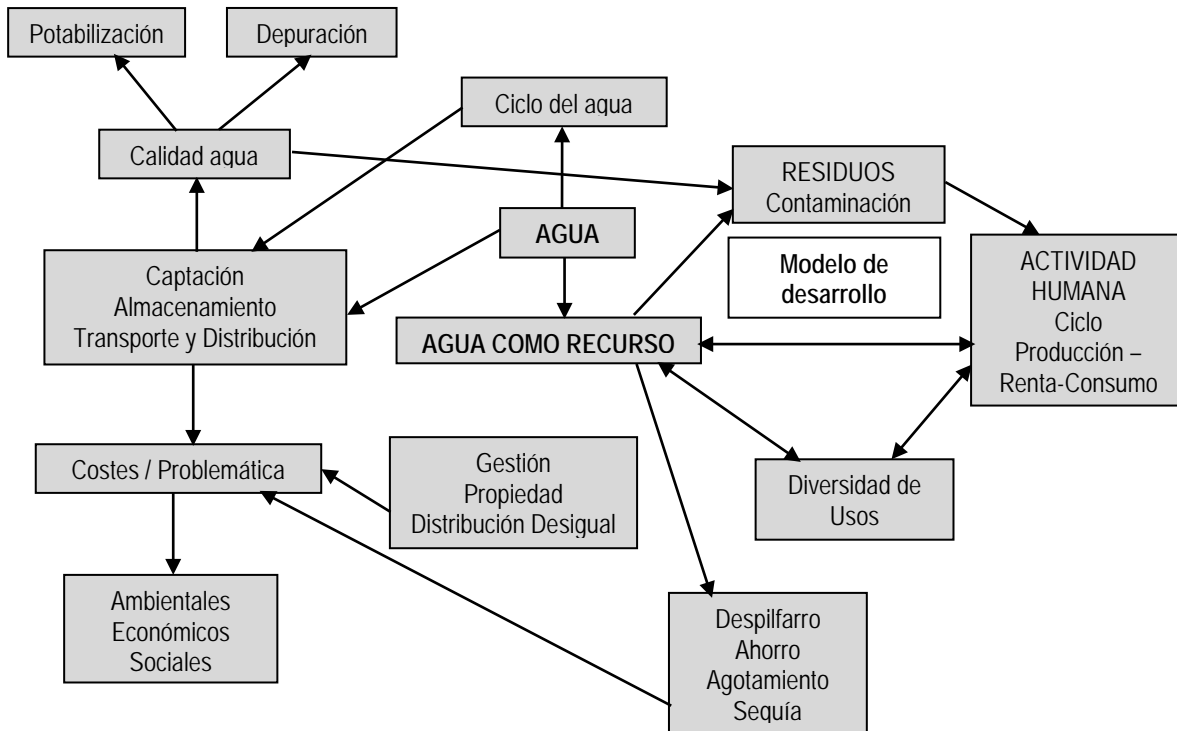 Potabilización
Depuración
Ciclo del agua
Calidad agua
RESIDUOS
Contaminación
AGUA
Captación
Almacenamiento
Transporte y Distribución
Modelo de
desarrollo
ACTIVIDAD
HUMANA
Ciclo
Producción –
Renta-Consumo
AGUA COMO RECURSO
Costes / Problemática
Gestión
Propiedad
Distribución Desigual
Diversidad de
Usos
Ambientales
Económicos
Sociales
Despilfarro
Ahorro
Agotamiento
Sequía